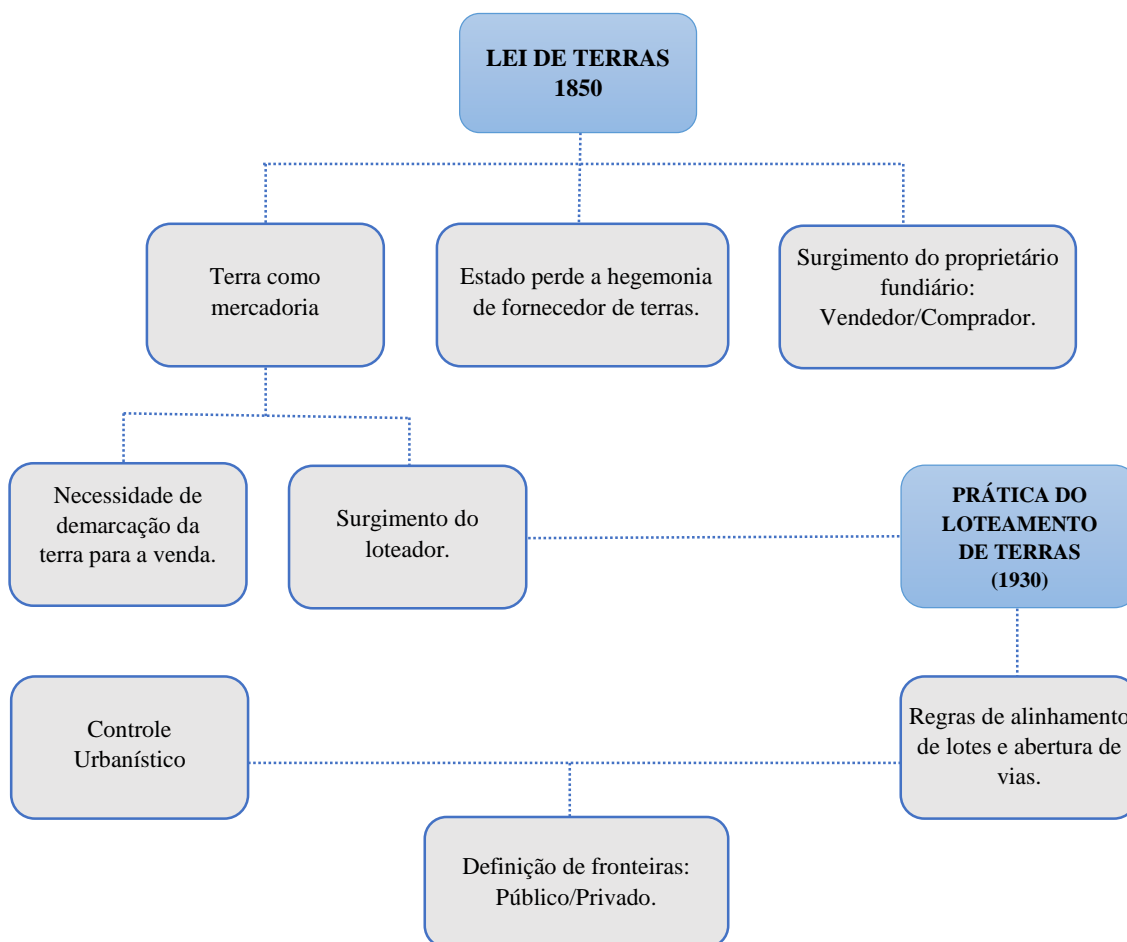 LEI DE TERRAS
1850
Terra como
mercadoria
Estado perde a hegemonia
de fornecedor de terras.
Surgimento do proprietário
fundiário:
Vendedor/Comprador.
Necessidade de
demarcação da
terra para a venda.
Surgimento do
loteador.
PRÁTICA DO
LOTEAMENTO
DE TERRAS
(1930)
Controle
Urbanístico
Regras de alinhamento
de lotes e abertura de
vias.
Definição de fronteiras:
Público/Privado.